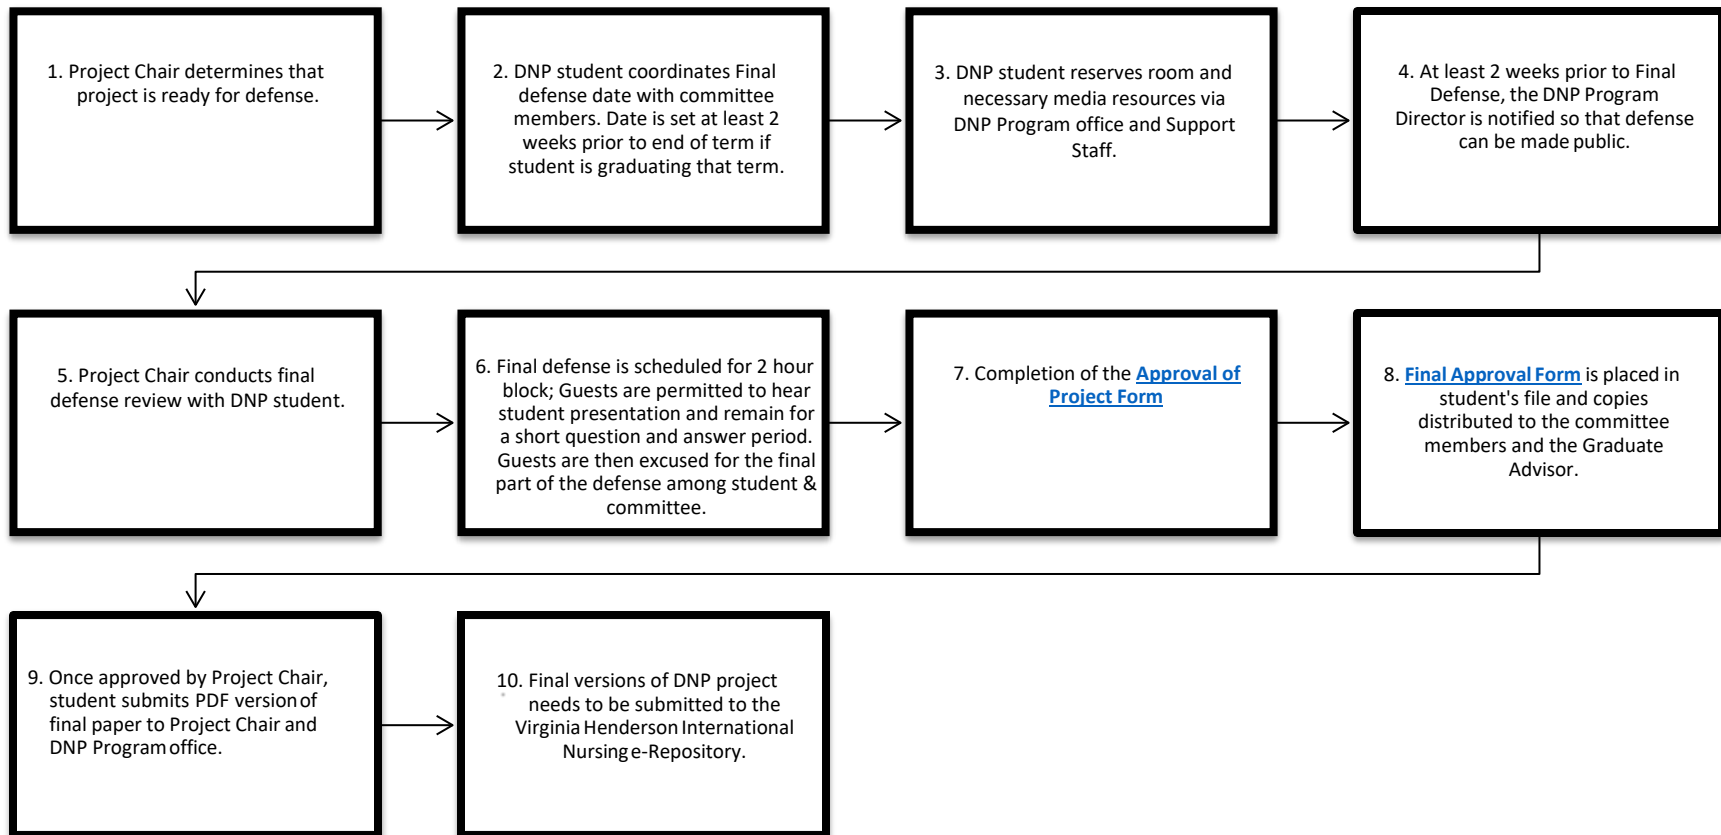 1. Project Chair determines that
project is ready for defense.
2. DNP student coordinates Final
defense date with committee
members. Date is set at least 2
weeks prior to end of term if
student is graduating that term.
3. DNP student reserves room and
necessary media resources via
DNP Program office and Support
Staff.
4. At least 2 weeks prior to Final
Defense, the DNP Program
Director is notified so that defense
can be made public.
5. Project Chair conducts final
defense review with DNP student.
6. Final defense is scheduled for 2 hour
block; Guests are permitted to hear
student presentation and remain for
a short question and answer period.
Guests are then excused for the final
part of the defense among student &
committee.
7. Completion of the Approval of
Project Form
8. Final Approval Form is placed in
student's file and copies
distributed to the committee
members and the Graduate
Advisor.
9. Once approved by Project Chair,
student submits PDF version of
final paper to Project Chair and
DNP Program office.
10. Final versions of DNP project
needs to be submitted to the
Virginia Henderson International
Nursing e-Repository.